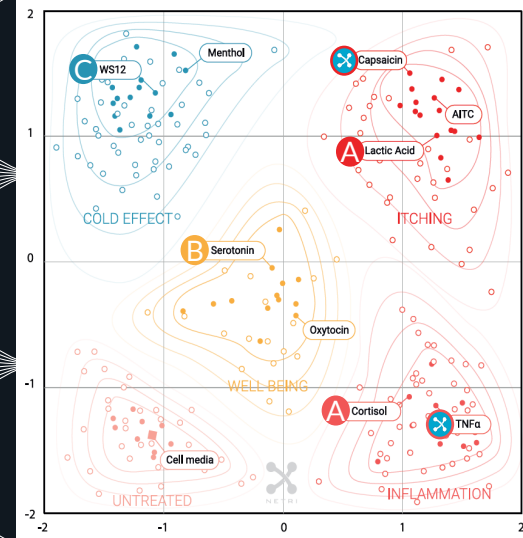 2
C
WS12
Menthol
Capsaicin
AITC
1
A
Lactic Acid
COLD EFFECT
ITCHING
B
Serotonin
0
Oxytocin
-1
WELL BEING
A
Cortisol
TNFα
Cell media
UNTREATED
NETRI
INFLAMMATION
-2
-2
-1
0
1
2